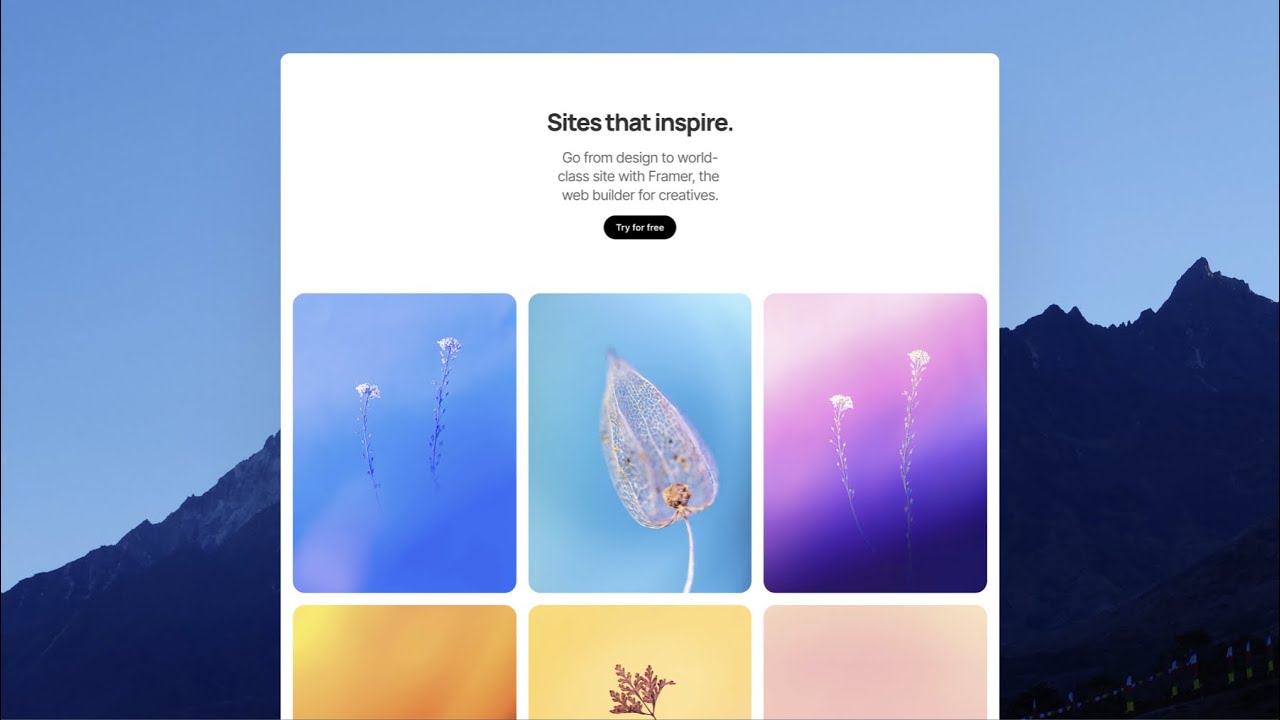 Sites that inspire.
Go from design to world-
class site with Framer, the
web builder for creatives.
Try for free